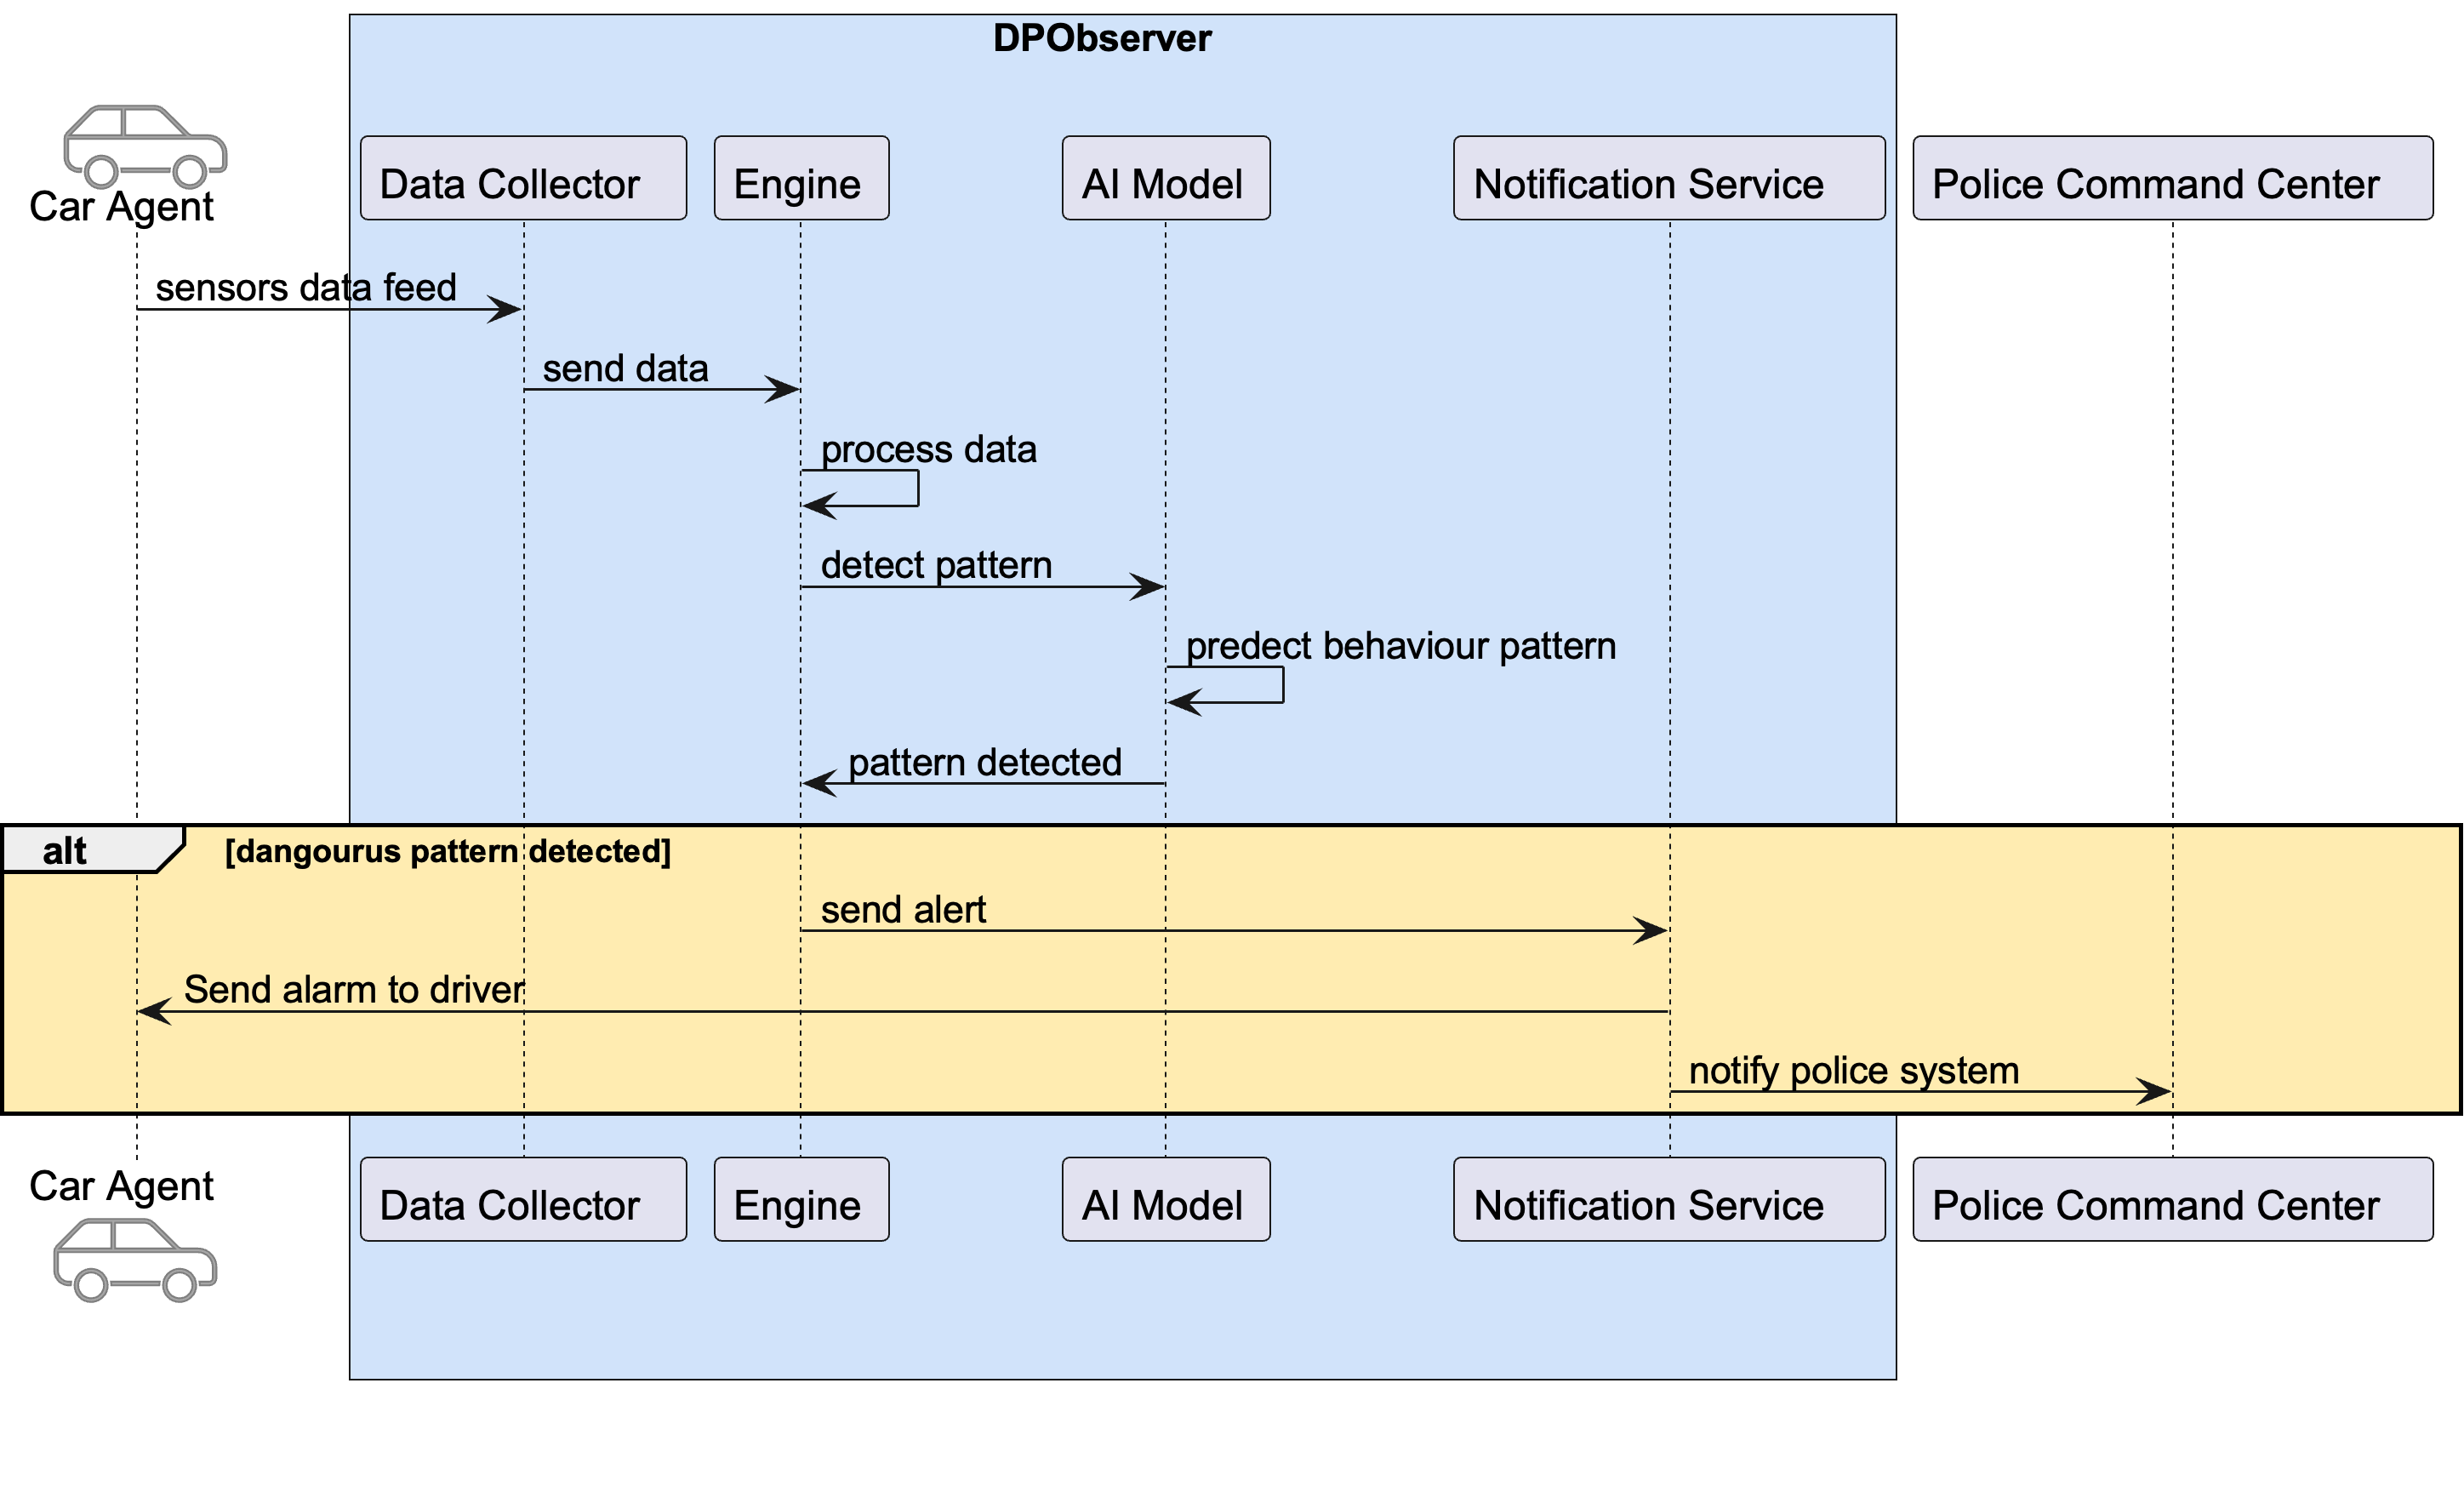 DPObserver
Car Agent
Data Collector
Engine
AI Model
Notification Service
Police Command Center
sensors data feed
send data
process data
detect pattern
predect behaviour pattern
pattern detected
alt
[dangourus pattern detected]
send alert
Send alarm to driver
notify police system
Car Agent
Data Collector
Engine
AI Model
Notification Service
Police Command Center